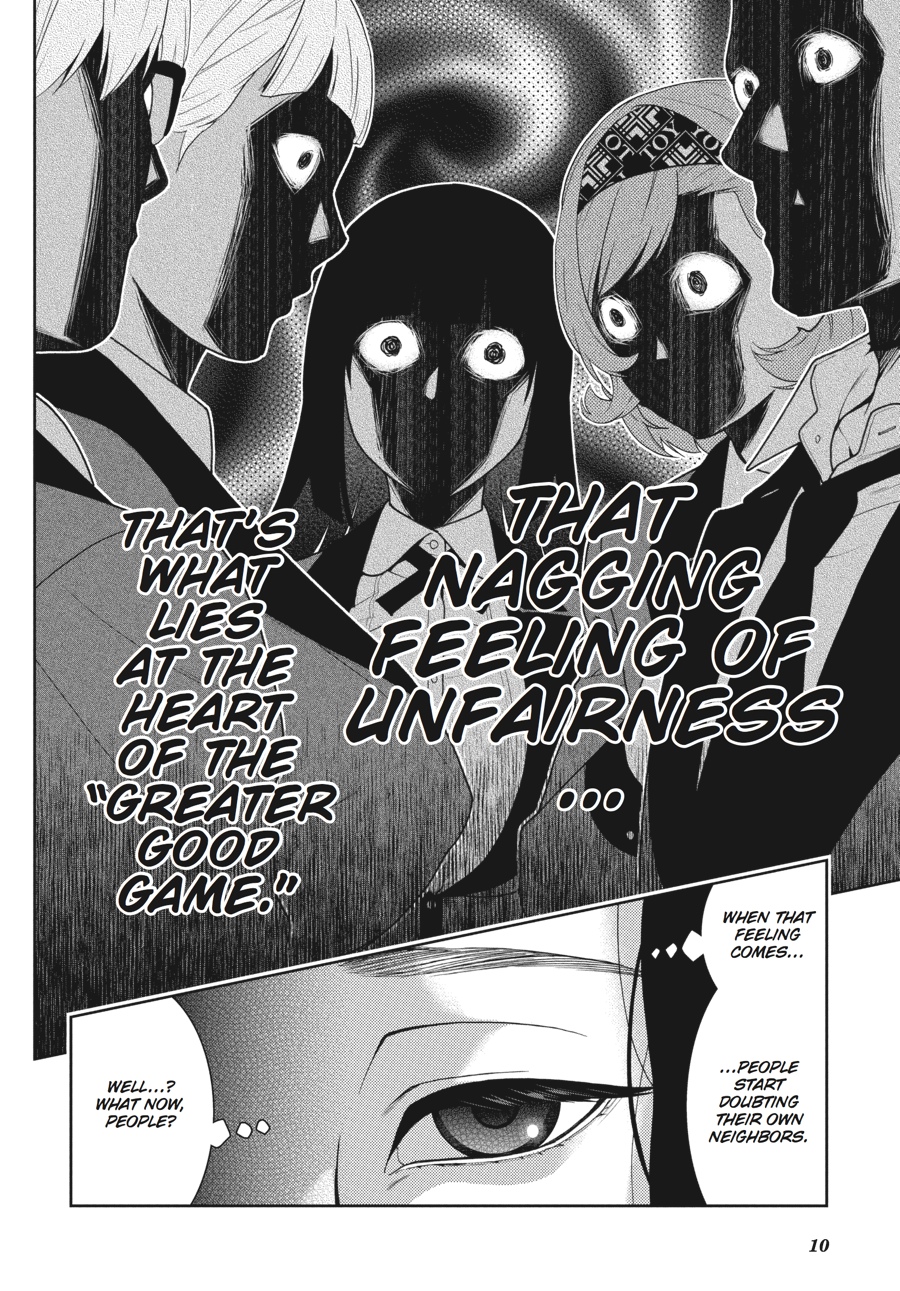 THAT
NAGGING
FEELING OF
UNFAIRNESS
...
THAT'S
WHAT
LIES
AT THE
HEART
OF THE
“GREATER
GOOD
GAME.”
WHEN THAT
FEELING
COMES...
...PEOPLE
START
DOUBTING
THEIR OWN
NEIGHBORS.
WELL...?
WHAT NOW,
PEOPLE?
10